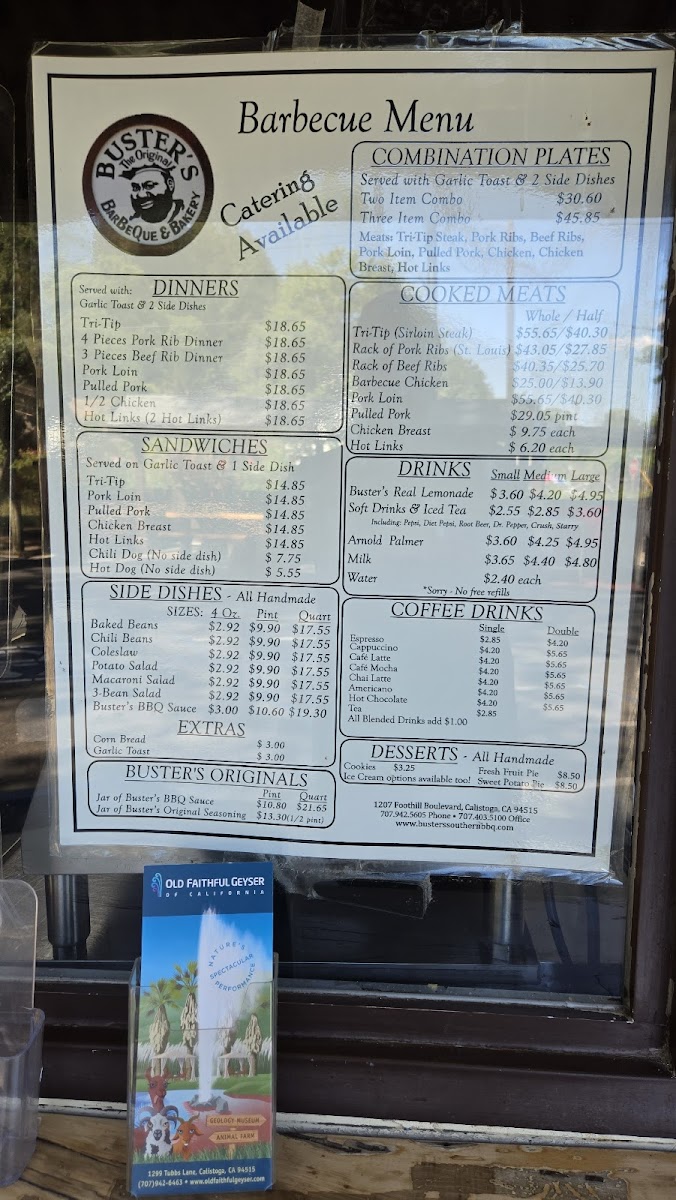 Barbecue Menu
BUSTER'S
The Original
BARBEQUE & BAKERY
Catering
Available
COMBINATION PLATES
Served with Garlic Toast & 2 Side Dishes
Two Item Combo $30.60
Three Item Combo $45.85
Meats: Tri-Tip Steak, Pork Ribs, Beef Ribs,
Pork Loin, Pulled Pork, Chicken, Chicken
Breast, Hot Links
Served with: DINNERS
Garlic Toast & 2 Side Dishes
Tri-Tip $18.65
4 Pieces Pork Rib Dinner $18.65
3 Pieces Beef Rib Dinner $18.65
Pork Loin $18.65
Pulled Pork $18.65
1/2 Chicken $18.65
Hot Links (2 Hot Links) $18.65
COOKED MEATS
Whole / Half
Tri-Tip (Sirloin Steak) $55.65/$40.30
Rack of Pork Ribs (St. Louis) $43.05/$27.85
Rack of Beef Ribs $40.35/$25.70
Barbecue Chicken $25.00/$13.90
Pork Loin $55.65/$40.30
Pulled Pork $29.05 pint
Chicken Breast $ 9.75 each
Hot Links $ 6.20 each
SANDWICHES
Served on Garlic Toast & 1 Side Dish
Tri-Tip $14.85
Pork Loin $14.85
Pulled Pork $14.85
Chicken Breast $14.85
Hot Links $14.85
Chili Dog (No side dish) $ 7.75
Hot Dog (No side dish) $ 5.55
DRINKS Small Medium Large
Buster's Real Lemonade $3.60 $4.20 $4.95
Soft Drinks & Iced Tea $2.55 $2.85 $3.60
Including: Pepsi, Diet Pepsi, Root Beer, Dr. Pepper, Crush, Starry
Arnold Palmer $3.60 $4.25 $4.95
Milk $3.65 $4.40 $4.80
Water $2.40 each
*Sorry - No free refills
SIDE DISHES - All Handmade
SIZES: 4 Oz. Pint Quart
Baked Beans $2.92 $9.90 $17.55
Chili Beans $2.92 $9.90 $17.55
Coleslaw $2.92 $9.90 $17.55
Potato Salad $2.92 $9.90 $17.55
Macaroni Salad $2.92 $9.90 $17.55
3-Bean Salad $2.92 $9.90 $17.55
Buster's BBQ Sauce $3.00 $10.60 $19.30
EXTRAS
Corn Bread $ 3.00
Garlic Toast $ 3.00
COFFEE DRINKS
Single Double
Espresso $2.85 $4.20
Cappuccino $4.20 $5.65
Café Latte $4.20 $5.65
Café Mocha $4.20 $5.65
Chai Latte $4.20 $5.65
Americano $4.20 $5.65
Hot Chocolate $4.20 $5.65
Tea $2.85
All Blended Drinks add $1.00
BUSTER'S ORIGINALS
Pint Quart
Jar of Buster's BBQ Sauce $10.80 $21.65
Jar of Buster's Original Seasoning $13.30(1/2 pint)
DESSERTS - All Handmade
Cookies $3.25 Fresh Fruit Pie $8.50
Ice Cream options available too! Sweet Potato Pie $8.50
1207 Foothill Boulevard, Calistoga, CA 94515
707.942.5605 Phone • 707.403.5100 Office
www.busterssouthernbbq.com
OLD FAITHFUL GEYSER
OF CALIFORNIA
NATURE'S
SPECTACULAR
PERFORMANCE
GEOLOGY MUSEUM
ANIMAL FARM
1299 Tubbs Lane, Calistoga, CA 94515
(707)942-6463 • www.oldfaithfulgeyser.com